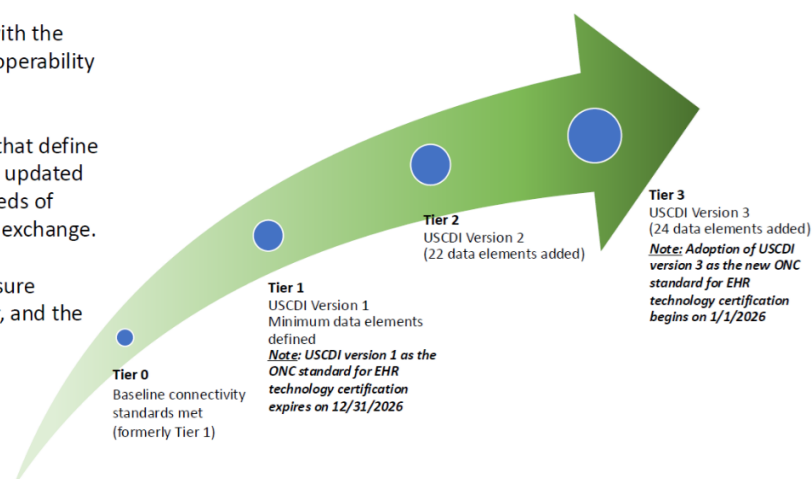 ith the
operability
that define
updated
eds of
exchange.
sure
, and the
Tier 0
Baseline connectivity
standards met
(formerly Tier 1)
Tier 1
USCDI Version 1
Minimum data elements
defined
Note: USCDI version 1 as the
ONC standard for EHR
technology certification
expires on 12/31/2026
Tier 2
USCDI Version 2
(22 data elements added)
Tier 3
USCDI Version 3
(24 data elements added)
Note: Adoption of USCDI
version 3 as the new ONC
standard for EHR
technology certification
begins on 1/1/2026